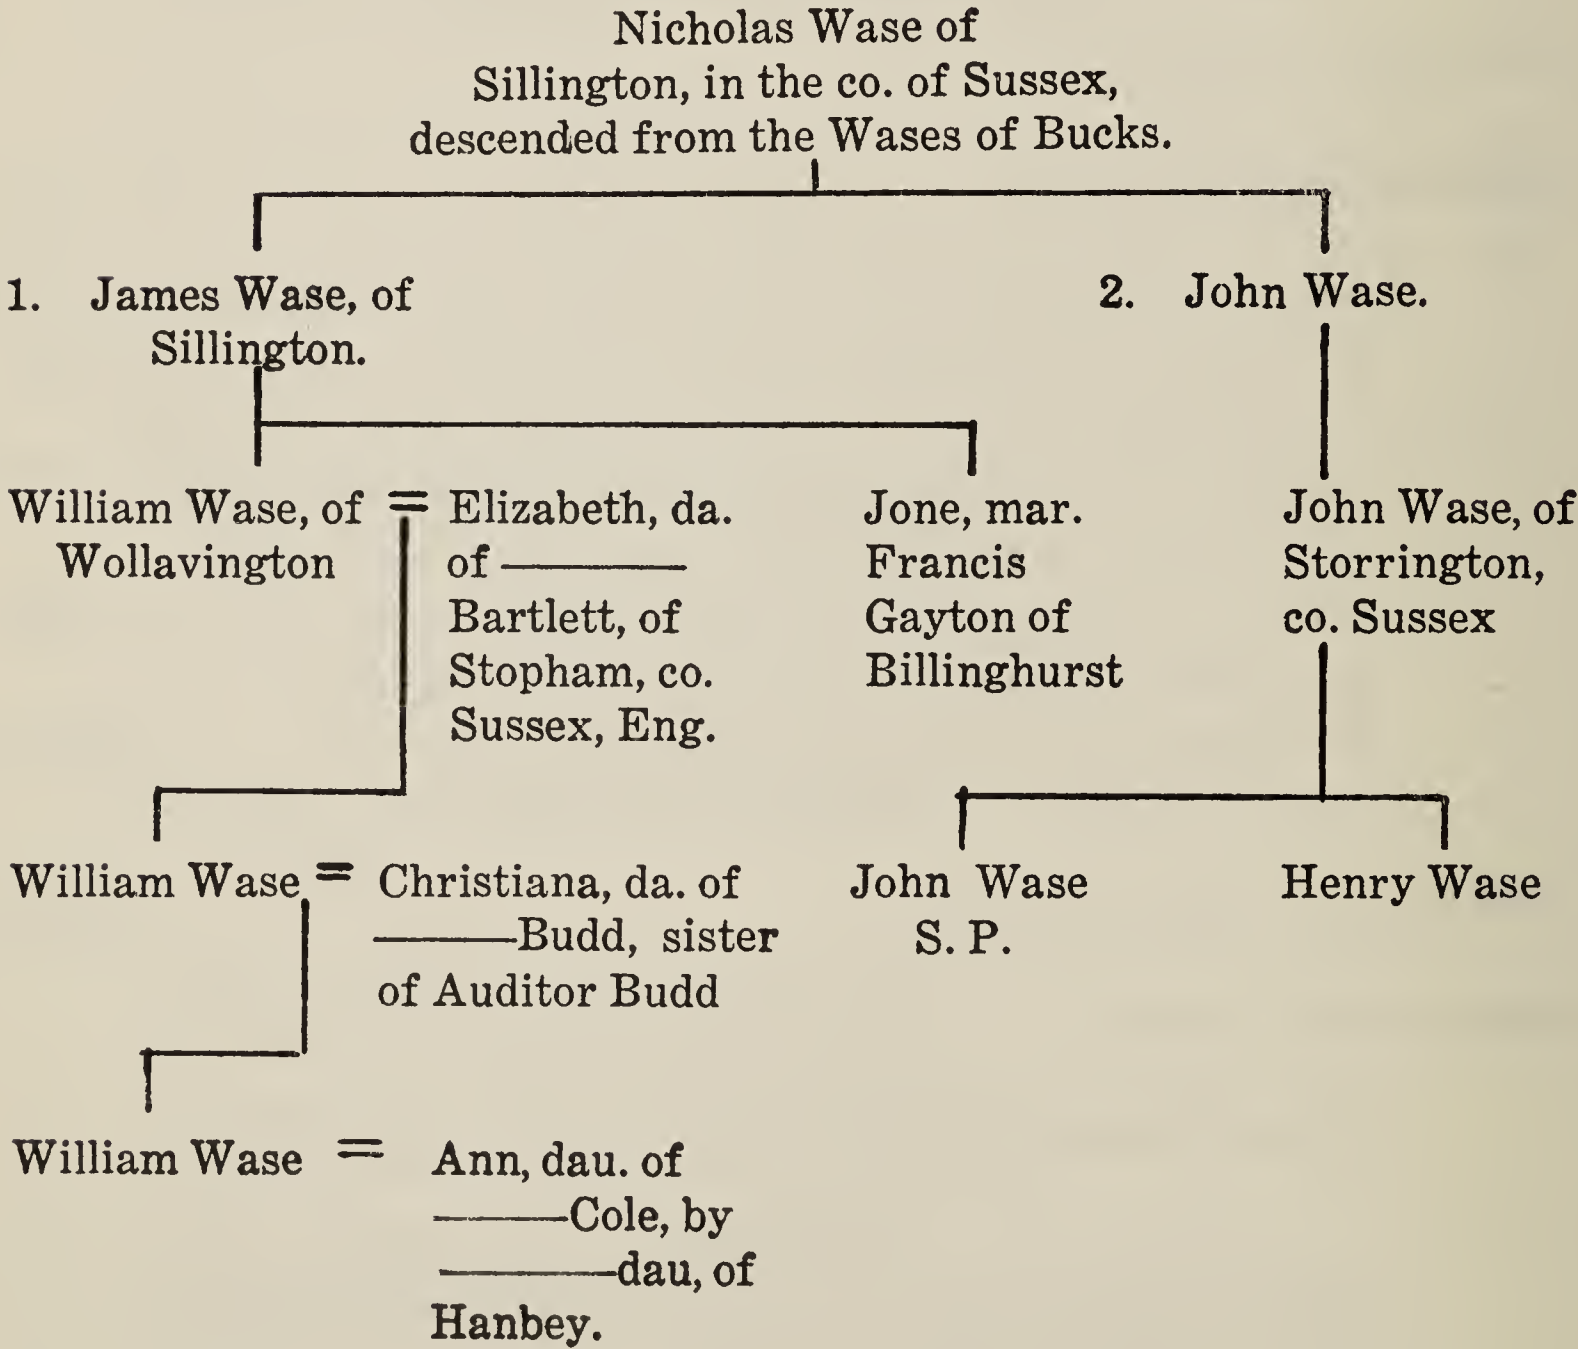 Nicholas Wase of
Sillington, in the co. of Sussex,
descended from the Wases of Bucks.
1. James Wase, of
Sillington.
2. John Wase.
William Wase, of
Wollavington
=
Elizabeth, da.
of ————
Bartlett, of
Stopham, co.
Sussex, Eng.
Jone, mar.
Francis
Gayton of
Billinghurst
John Wase, of
Storrington,
co. Sussex
William Wase
=
Christiana, da. of
———Budd, sister
of Auditor Budd
John Wase
S. P.
Henry Wase
William Wase
=
Ann, dau. of
———Cole, by
————dau, of
Hanbey.